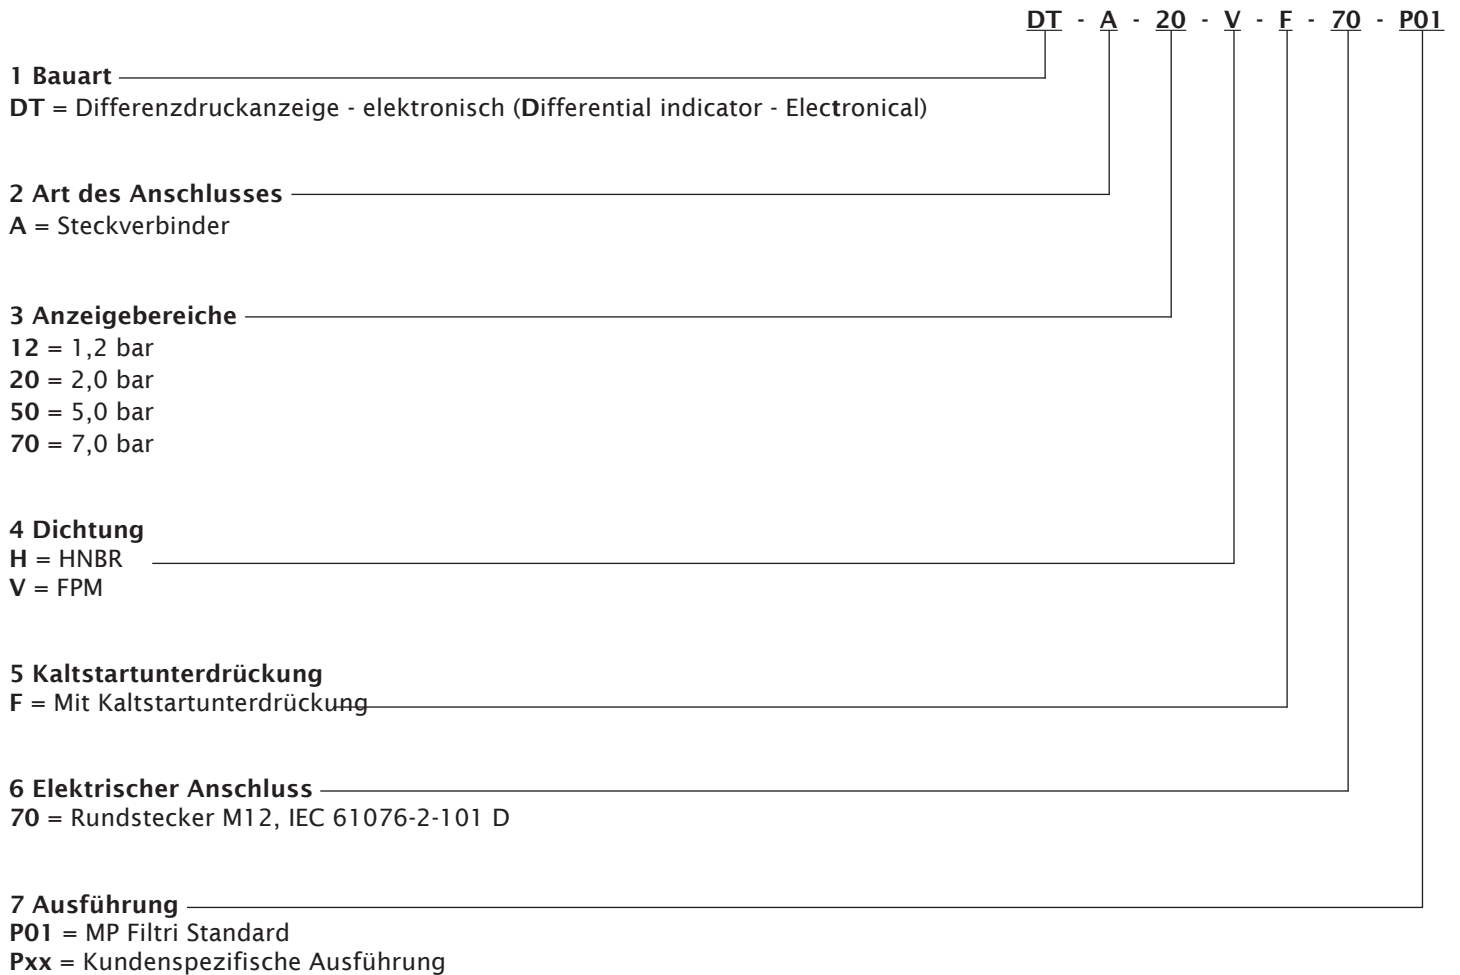 DT - A - 20 - V - F - 70 - P01
1 Bauart
DT = Differenzdruckanzeige - elektronisch (Differential indicator - Electronical)
2 Art des Anschlusses
A = Steckverbinder
3 Anzeigebereiche
12 = 1,2 bar
20 = 2,0 bar
50 = 5,0 bar
70 = 7,0 bar
4 Dichtung
H = HNBR
V = FPM
5 Kaltstartunterdrückung
F = Mit Kaltstartunterdrückung
6 Elektrischer Anschluss
70 = Rundstecker M12, IEC 61076-2-101 D
7 Ausführung
P01 = MP Filtri Standard
Pxx = Kundenspezifische Ausführung